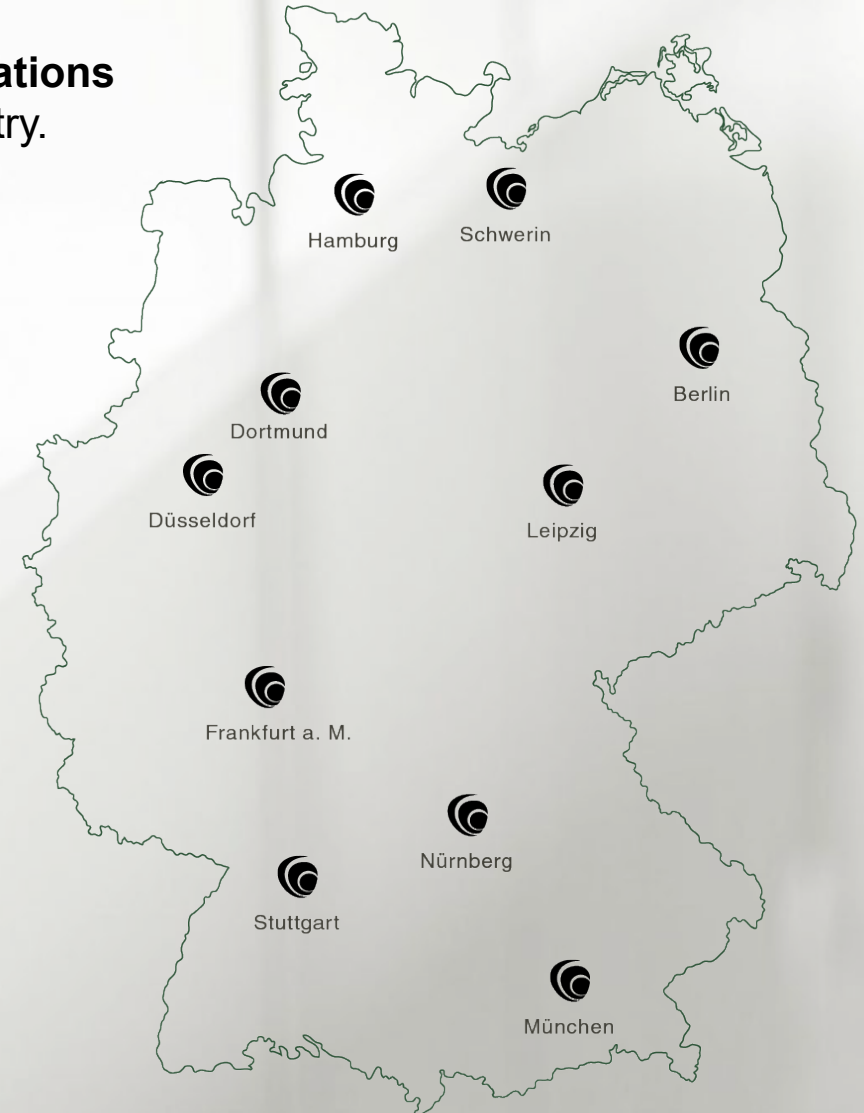 ations
try.
Hamburg
Schwerin
Berlin
Dortmund
Düsseldorf
Leipzig
Frankfurt a. M.
Nürnberg
Stuttgart
München